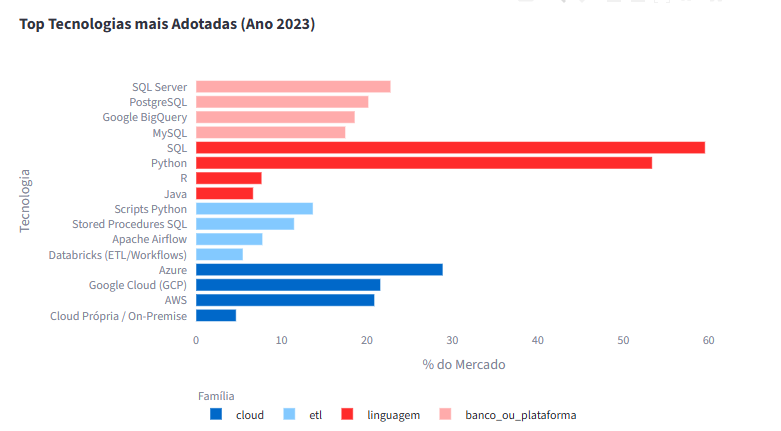 Top Tecnologias mais Adotadas (Ano 2023)
Tecnologia
SQL Server
PostgreSQL
Google BigQuery
MySQL
SQL
Python
R
Java
Scripts Python
Stored Procedures SQL
Apache Airflow
Databricks (ETL/Workflows)
Azure
Google Cloud (GCP)
AWS
Cloud Própria / On-Premise
0 10 20 30 40 50 60
% do Mercado
Família
cloud etl linguagem banco_ou_plataforma